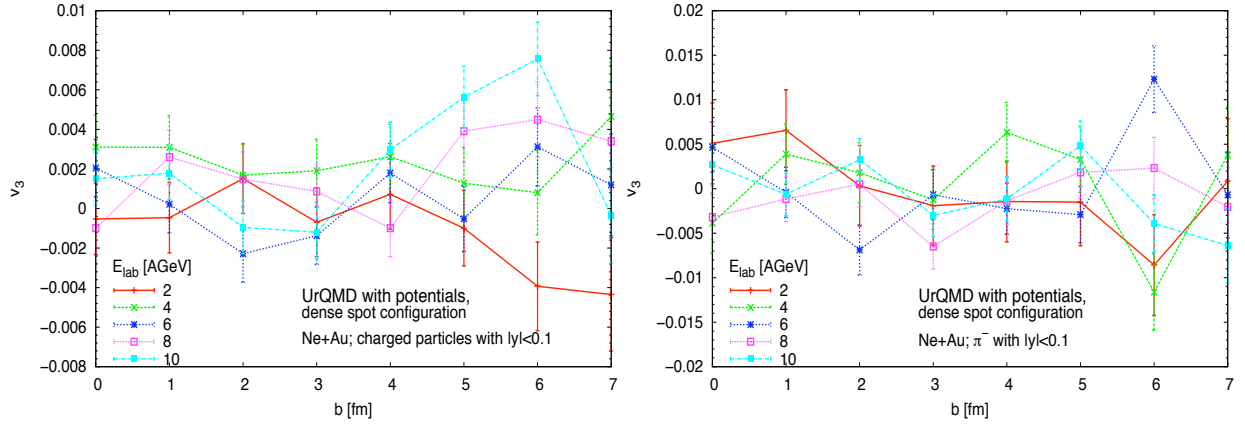 0.01
0.008
0.006
0.004
0.002
0
−0.002
−0.004
−0.006
−0.008
v3
0 1 2 3 4 5 6 7
b [fm]
Elab [AGeV]
2
4
6
8
10
UrQMD with potentials,
dense spot configuration
Ne+Au; charged particles with |y|<0.1
0.02
0.015
0.01
0.005
0
−0.005
−0.01
−0.015
−0.02
v3
0 1 2 3 4 5 6 7
b [fm]
Elab [AGeV]
2
4
6
8
10
UrQMD with potentials,
dense spot configuration
Ne+Au; π− with |y|<0.1